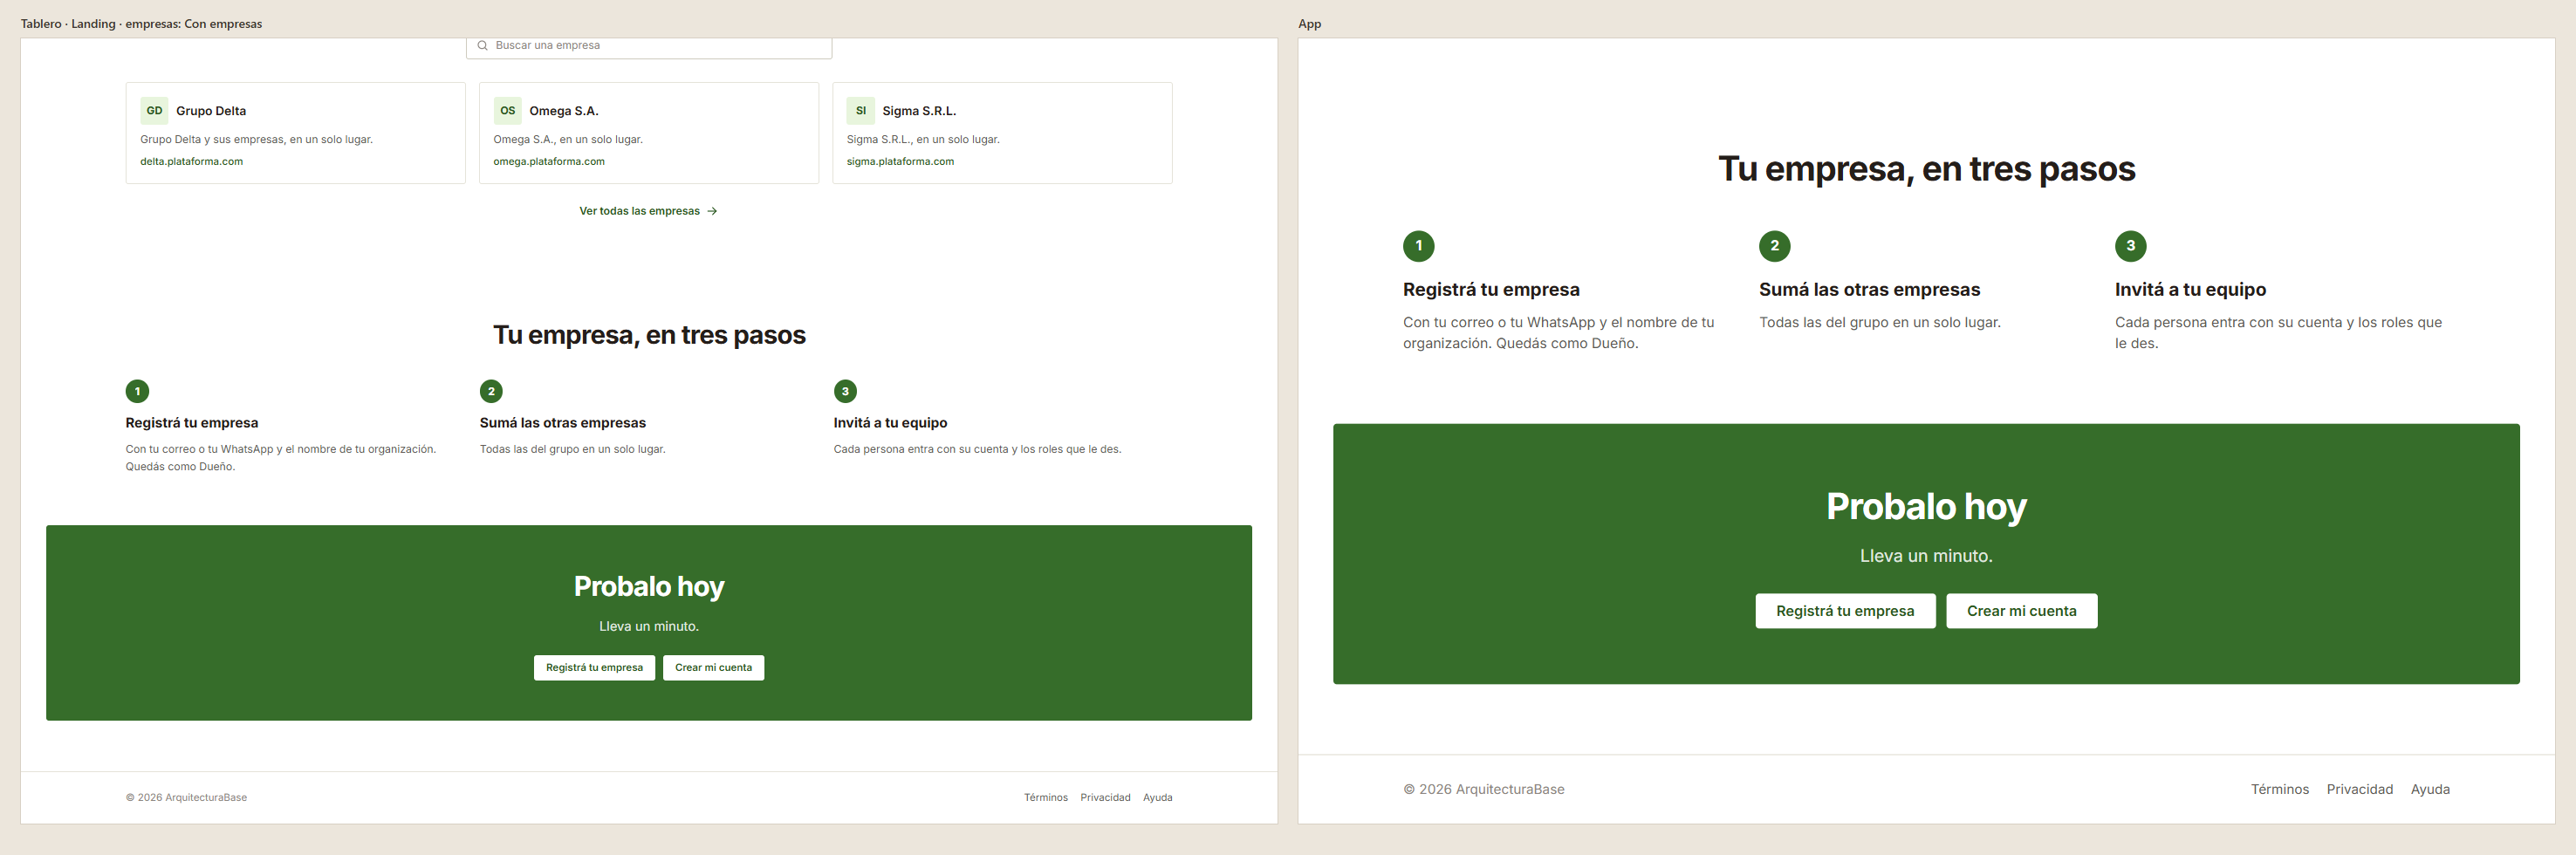 Tablero · Landing · empresas: Con empresas
Buscar una empresa
GD Grupo Delta
Grupo Delta y sus empresas, en un solo lugar.
delta.plataforma.com
OS Omega S.A.
Omega S.A., en un solo lugar.
omega.plataforma.com
SI Sigma S.R.L.
Sigma S.R.L., en un solo lugar.
sigma.plataforma.com
Ver todas las empresas →
Tu empresa, en tres pasos
1
Registrá tu empresa
Con tu correo o tu WhatsApp y el nombre de tu organización.
Quedás como Dueño.
2
Sumá las otras empresas
Todas las del grupo en un solo lugar.
3
Invitá a tu equipo
Cada persona entra con su cuenta y los roles que le des.
Probalo hoy
Lleva un minuto.
Registrá tu empresa Crear mi cuenta
© 2026 ArquitecturaBase
Términos Privacidad Ayuda
App
Tu empresa, en tres pasos
1
Registrá tu empresa
Con tu correo o tu WhatsApp y el nombre de tu
organización. Quedás como Dueño.
2
Sumá las otras empresas
Todas las del grupo en un solo lugar.
3
Invitá a tu equipo
Cada persona entra con su cuenta y los roles que
le des.
Probalo hoy
Lleva un minuto.
Registrá tu empresa Crear mi cuenta
© 2026 ArquitecturaBase
Términos Privacidad Ayuda